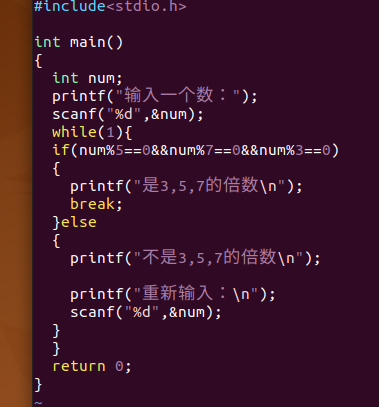 #include<stdio.h>
int main()
{
int num;
printf("输入一个数：");
scanf("%d",&num);
while(1){
if(num%5==0&&num%7==0&&num%3==0)
{
printf("是3,5,7的倍数\n");
break;
}else
{
printf("不是3,5,7的倍数\n");
printf("重新输入：\n");
scanf("%d",&num);
}
}
return 0;
}
~